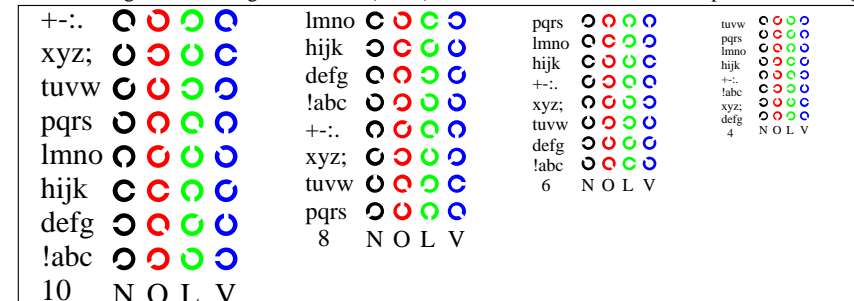 +-:.
xyz;
tuvw
pqrs
lmno
hijk
defg
!abc
10 N O L V
lmno
hijk
defg
!abc
+-:.
xyz;
tuvw
pqrs
8 N O L V
pqrs
lmno
hijk
+-:.
xyz;
tuvw
defg
!abc
6 N O L V
tuvw
pqrs
lmno
hijk
+-:.
!abc
xyz;
defg
4 N O L V